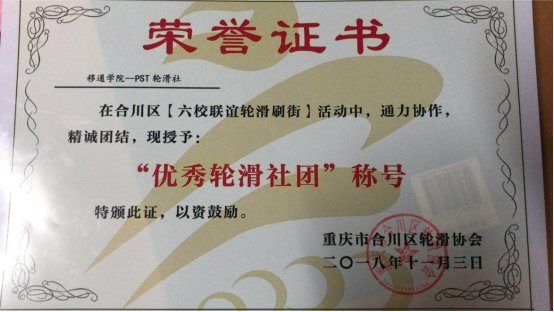 荣誉证书
移通学院—PST 轮滑社
在合川区【六校联谊轮滑刷街】活动中，通力协作，
精诚团结，现授予：
“优秀轮滑社团”称号
特颁此证，以资鼓励。
重庆市合川区轮滑协会
二〇一八年十一月三日